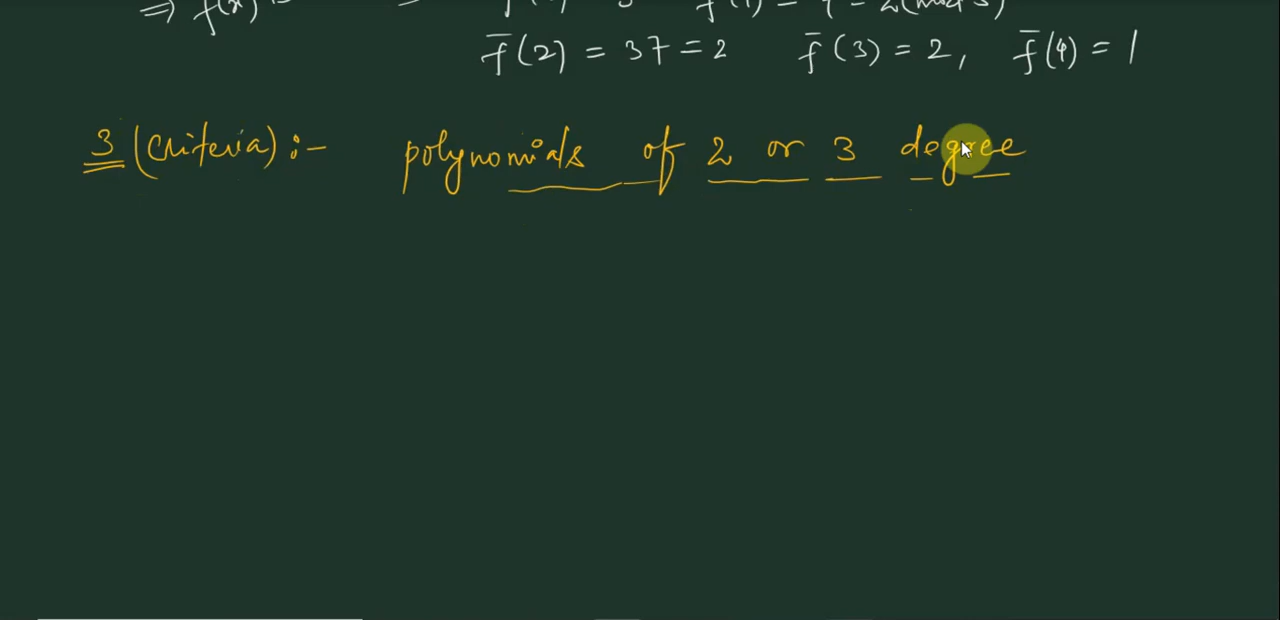 ⇒ f(x)
f̄(2) = 37 = 2 f̄(3) = 2, f̄(4) = 1
3 (Criteria) :- polynomials of 2 or 3 degree